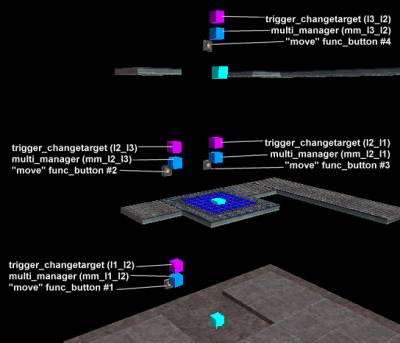 trigger_changetarget (l3_l2)
multi_manager (mm_l3_l2)
"move" func_button #4
trigger_changetarget (l2_l3)
multi_manager (mm_l2_l3)
"move" func_button #2
trigger_changetarget (l2_l1)
multi_manager (mm_l2_l1)
"move" func_button #3
trigger_changetarget (l1_l2)
multi_manager (mm_l1_l2)
"move" func_button #1